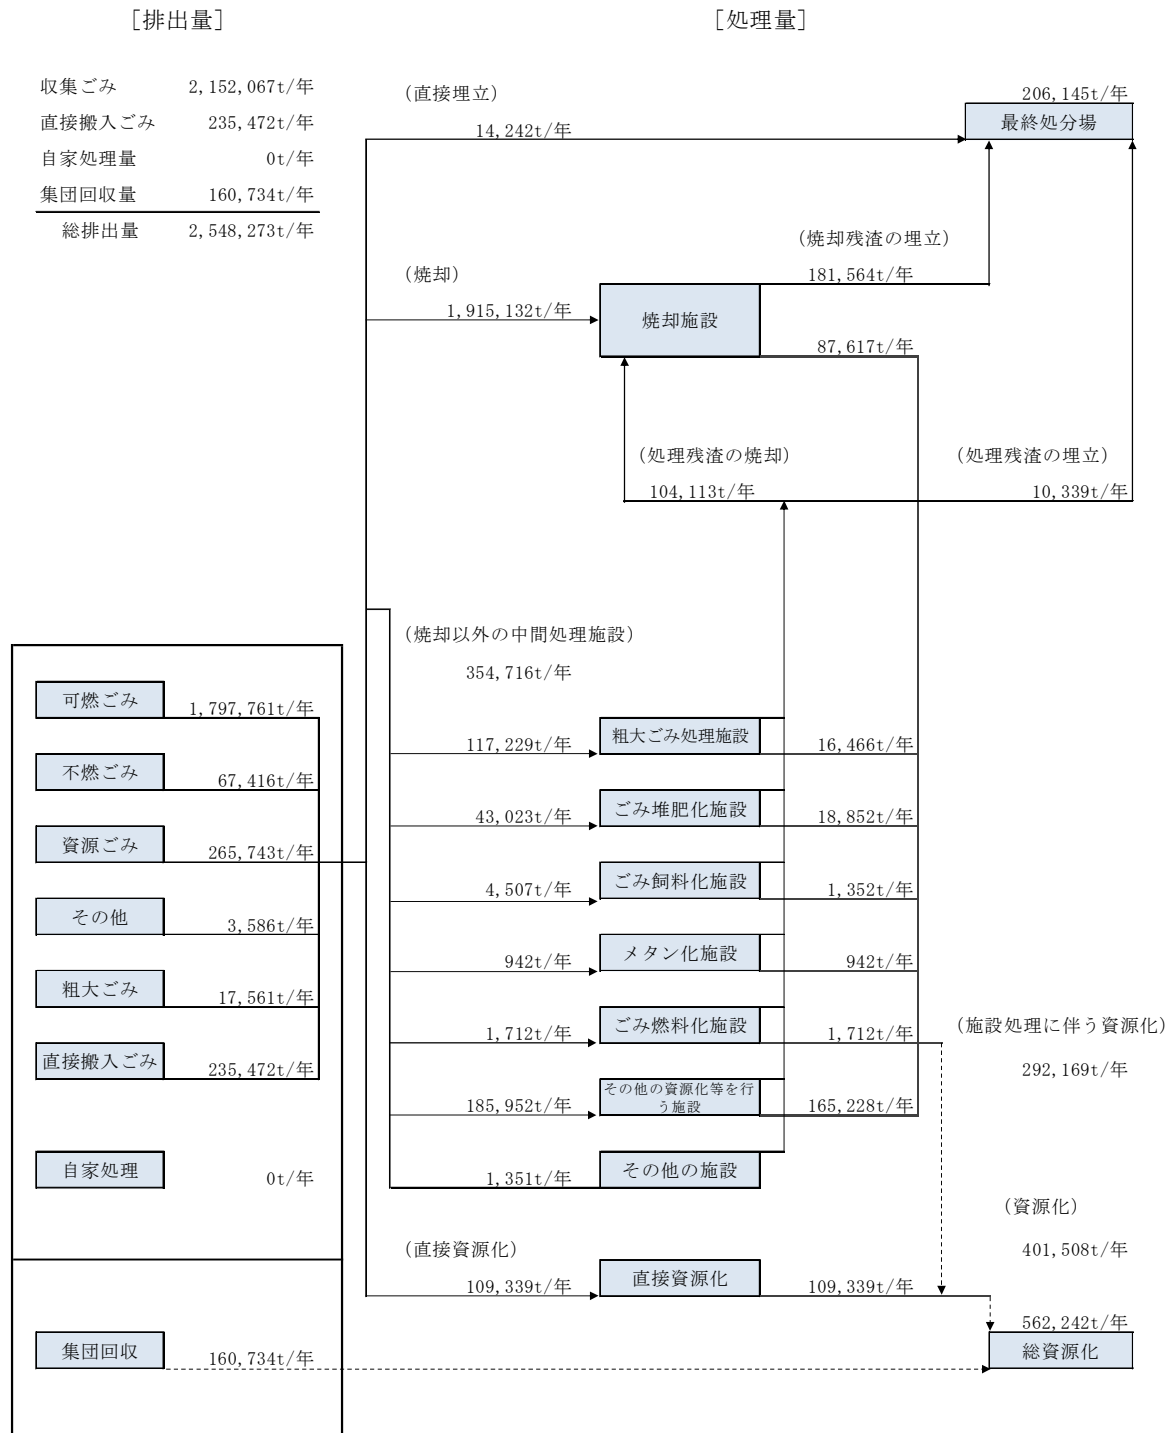 ［排出量］
［処理量］
収集ごみ 2,152,067t/年
直接搬入ごみ 235,472t/年
自家処理量 0t/年
集団回収量 160,734t/年
総排出量 2,548,273t/年
（直接埋立）
14,242t/年
206,145t/年
最終処分場
（焼却残渣の埋立）
181,564t/年
（焼却）
1,915,132t/年
焼却施設
87,617t/年
（処理残渣の焼却）
104,113t/年
（処理残渣の埋立）
10,339t/年
（焼却以外の中間処理施設）
354,716t/年
可燃ごみ 1,797,761t/年
不燃ごみ 67,416t/年
資源ごみ 265,743t/年
その他 3,586t/年
粗大ごみ 17,561t/年
直接搬入ごみ 235,472t/年
自家処理 0t/年
117,229t/年 粗大ごみ処理施設 16,466t/年
43,023t/年 ごみ堆肥化施設 18,852t/年
4,507t/年 ごみ飼料化施設 1,352t/年
942t/年 メタン化施設 942t/年
1,712t/年 ごみ燃料化施設 1,712t/年
185,952t/年 その他の資源化等を行
う施設 165,228t/年
1,351t/年 その他の施設
（施設処理に伴う資源化）
292,169t/年
（資源化）
401,508t/年
（直接資源化）
109,339t/年 直接資源化 109,339t/年
562,242t/年
総資源化
集団回収 160,734t/年